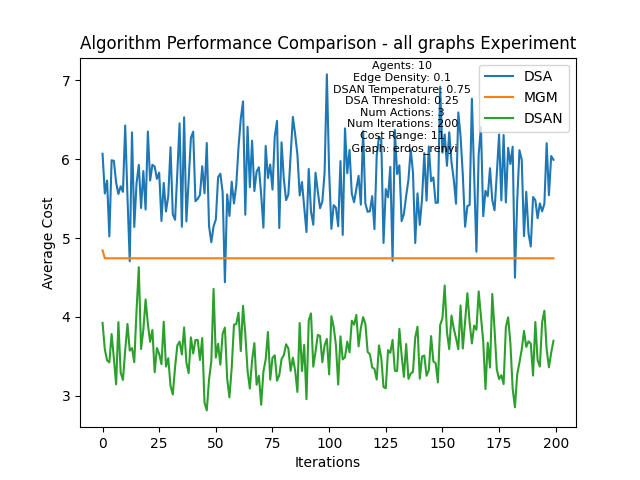 Algorithm Performance Comparison - all graphs Experiment
Agents: 10
Edge Density: 0.1
DSAN Temperature: 0.75
DSA Threshold: 0.25
Num Actions: 3
Num Iterations: 200
Cost Range: 11
Graph: erdos_renyi
DSA
MGM
DSAN
Average Cost
7
6
5
4
3
0 25 50 75 100 125 150 175 200
Iterations